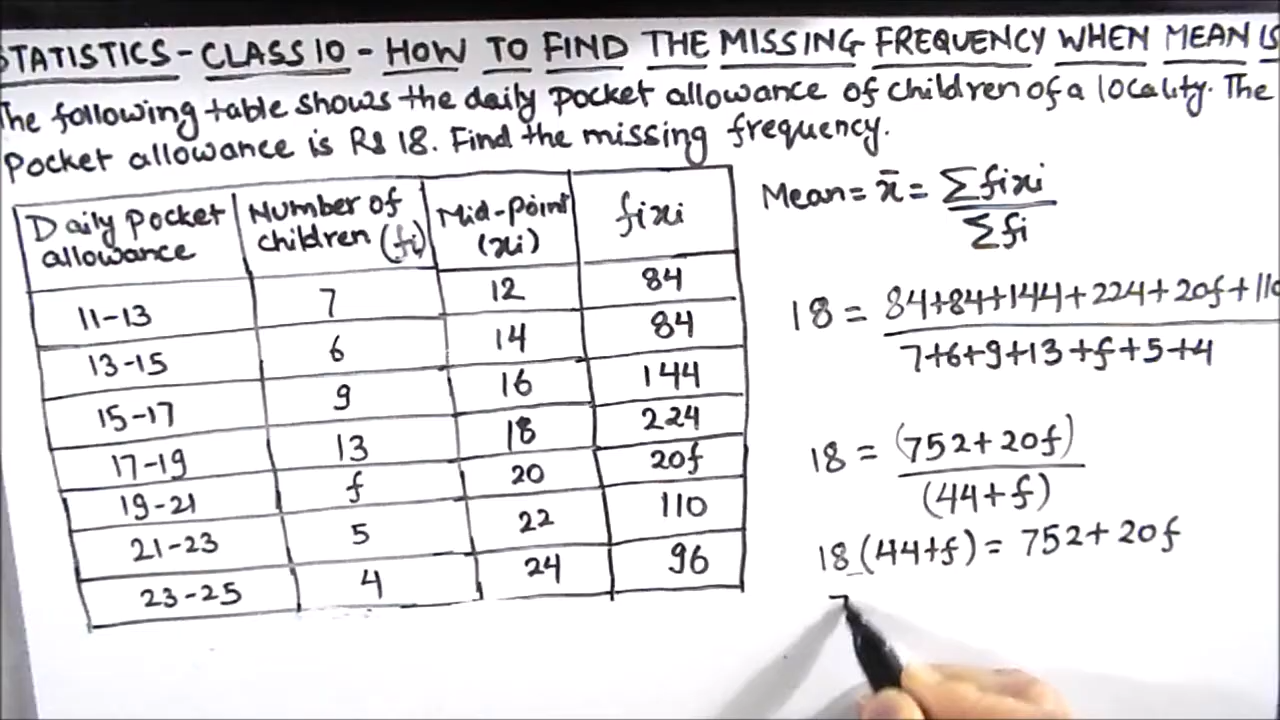 STATISTICS - CLASS 10 - HOW TO FIND THE MISSING FREQUENCY WHEN MEAN IS
The following table shows the daily pocket allowance of children of a locality. The
pocket allowance is Rs 18. Find the missing frequency.
Daily pocket allowance | Number of children (fi) | Mid-point (xi) | fixi
11-13 | 7 | 12 | 84
13-15 | 6 | 14 | 84
15-17 | 9 | 16 | 144
17-19 | 13 | 18 | 224
19-21 | f | 20 | 20f
21-23 | 5 | 22 | 110
23-25 | 4 | 24 | 96
Mean = x̄ = Σfixi
Σfi
18 = 84+84+144+224+20f+110
7+6+9+13+f+5+4
18 = (752+20f)
(44+f)
18(44+f) = 752+20f